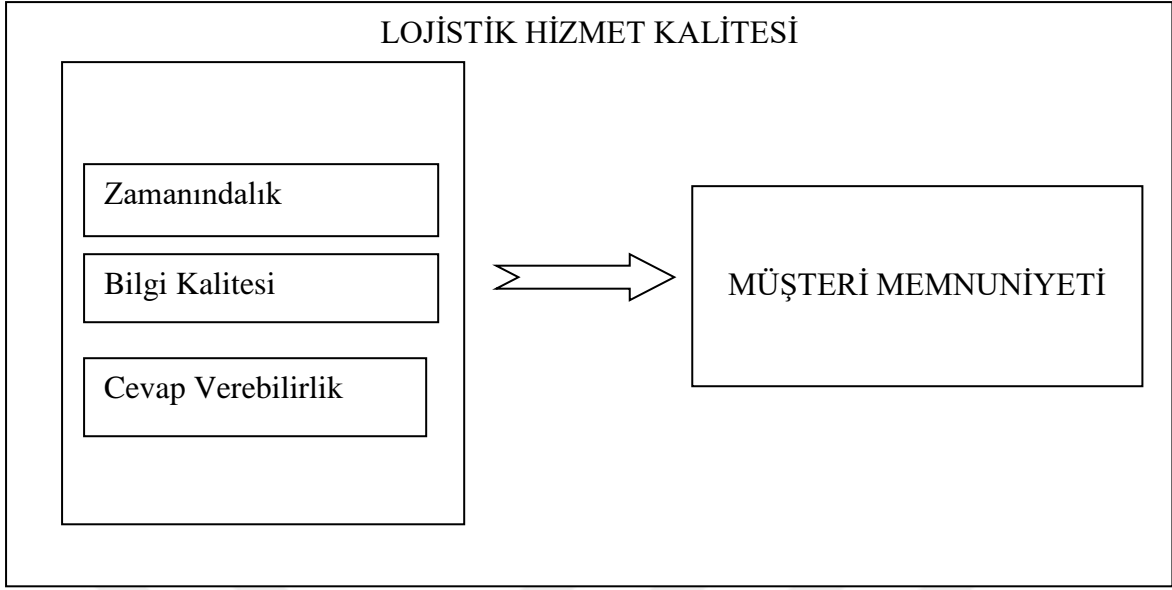 LOJİSTİK HİZMET KALİTESİ
Zamanındalık
Bilgi Kalitesi
Cevap Verebilirlik
MÜŞTERİ MEMNUNİYETİ